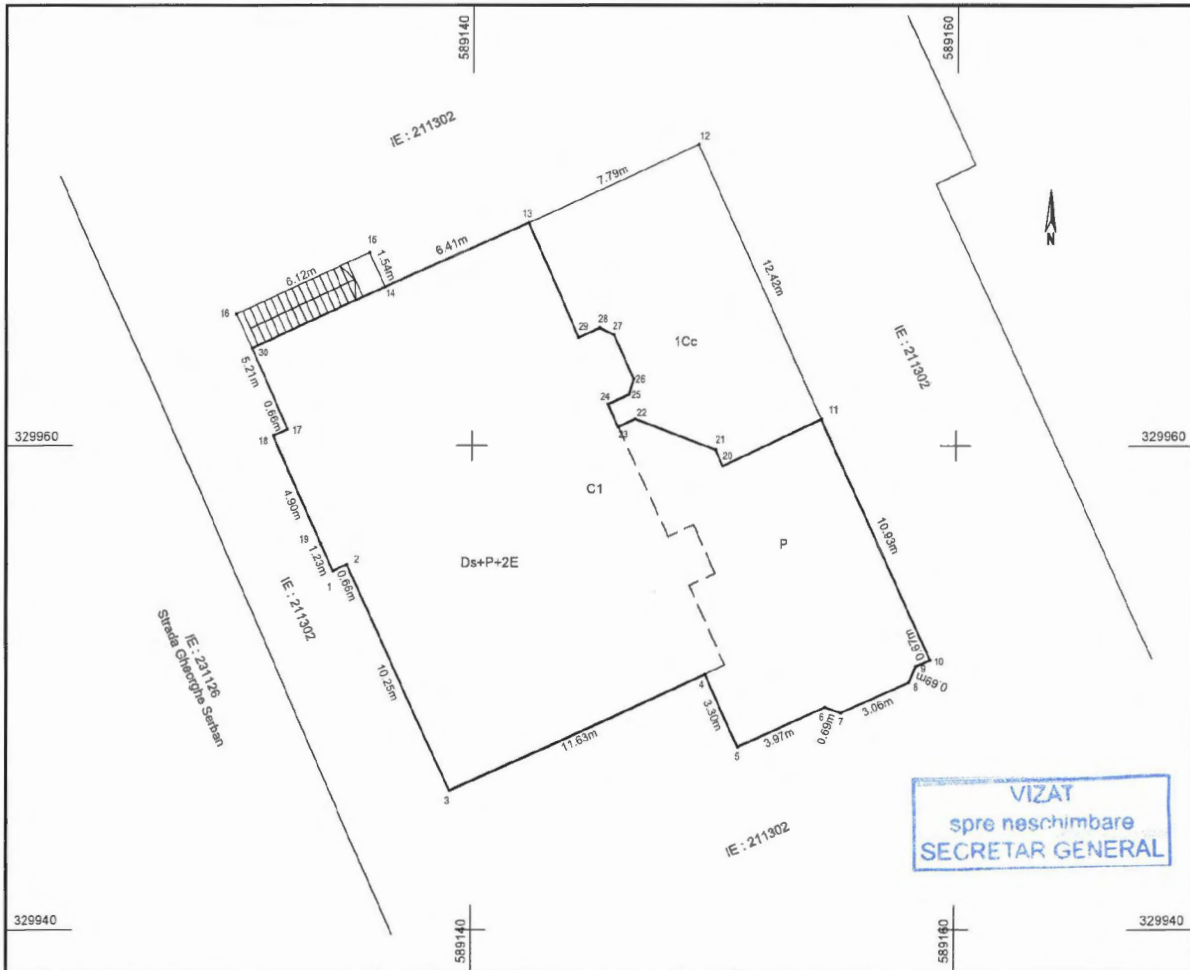 589140
589160
IE : 211302
12
7.79m
13
6.41m
16
1.54m
6.12m
14
16
30
5.21m
0.66m
17
18
29
28
27
26
25
24
22
23
21
20
1Cc
12.42m
IE : 211302
11
329960
329960
4.90m
19
1.23m
1
2
0.66m
C1
Ds+P+2E
P
10.93m
IE : 211302
IE : 231126
Strada Gheorghe Serban
10.25m
0.67m
10
9
0.69m
8
4
3.30m
11.63m
3
5
3.97m
6
0.69m
7
3.06m
IE : 211302
VIZAT
spre neschimbare
SECRETAR GENERAL
329940
589140
589160
329940
N